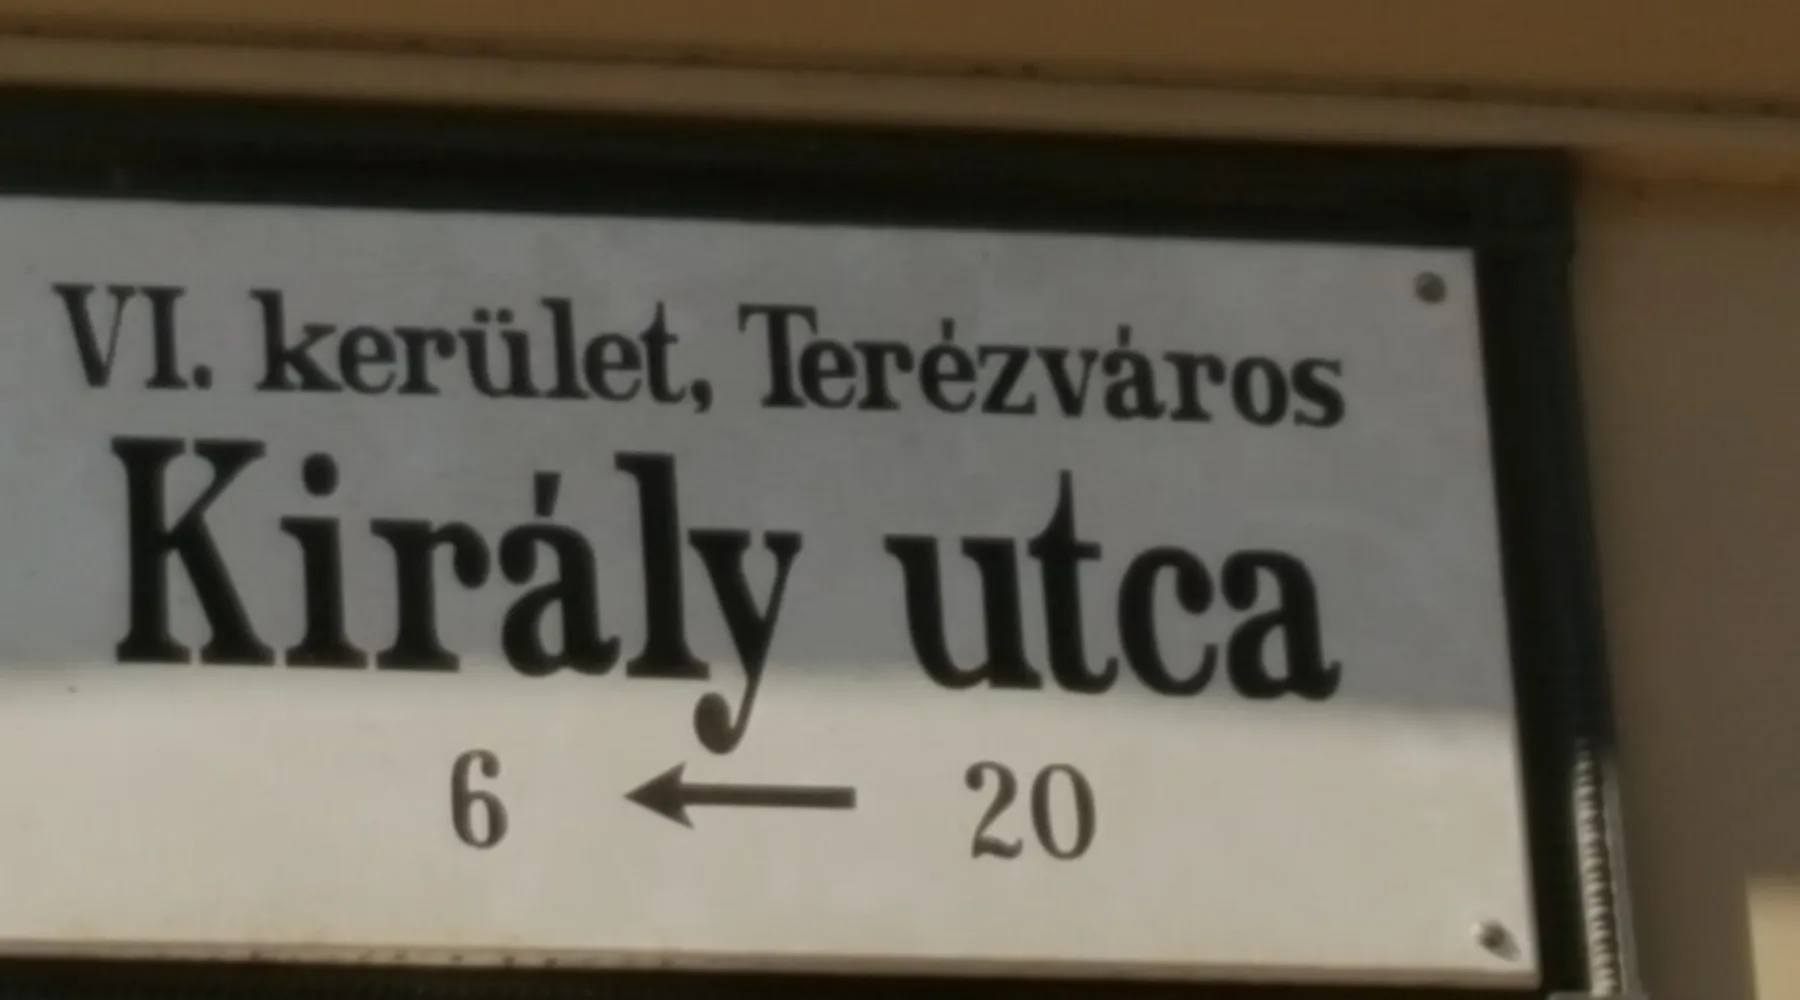 VI. kerület, Terézváros
Király utca
6 ← 20